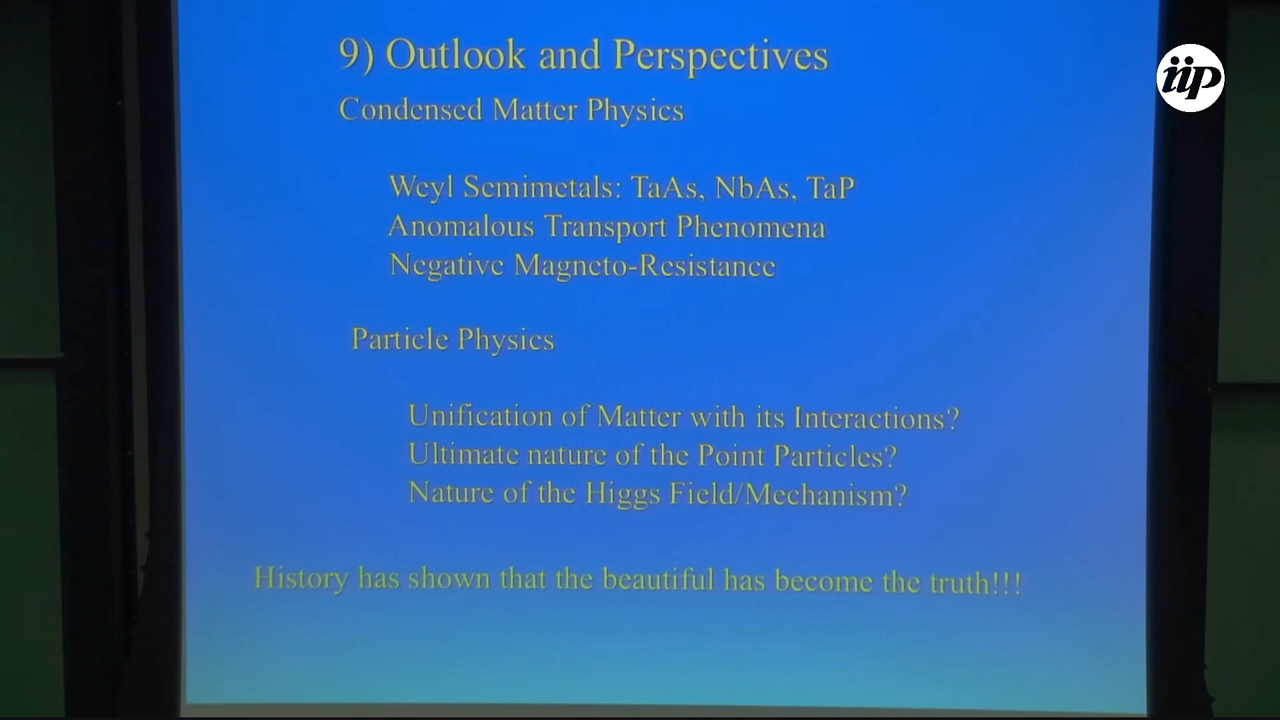 9) Outlook and Perspectives
iip
Condensed Matter Physics
Weyl Semimetals: TaAs, NbAs, TaP
Anomalous Transport Phenomena
Negative Magneto-Resistance
Particle Physics
Unification of Matter with its Interactions?
Ultimate nature of the Point Particles?
Nature of the Higgs Field/Mechanism?
History has shown that the beautiful has become the truth!!!